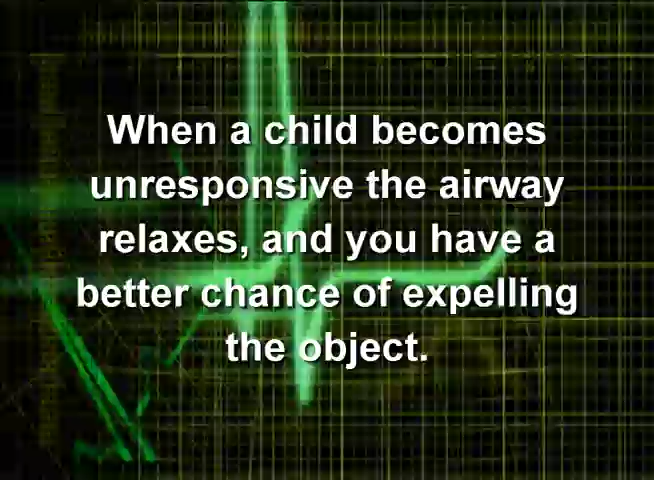 When a child becomes
unresponsive the airway
relaxes, and you have a
better chance of expelling
the object.